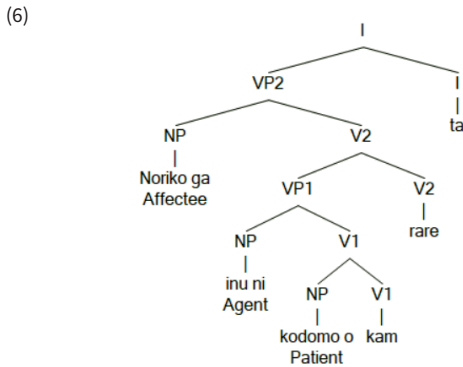 (6)
I
VP2 I
ta
NP V2
Noriko ga
Affectee
VP1 V2
rare
NP V1
inu ni
Agent
NP V1
kodomo o kam
Patient